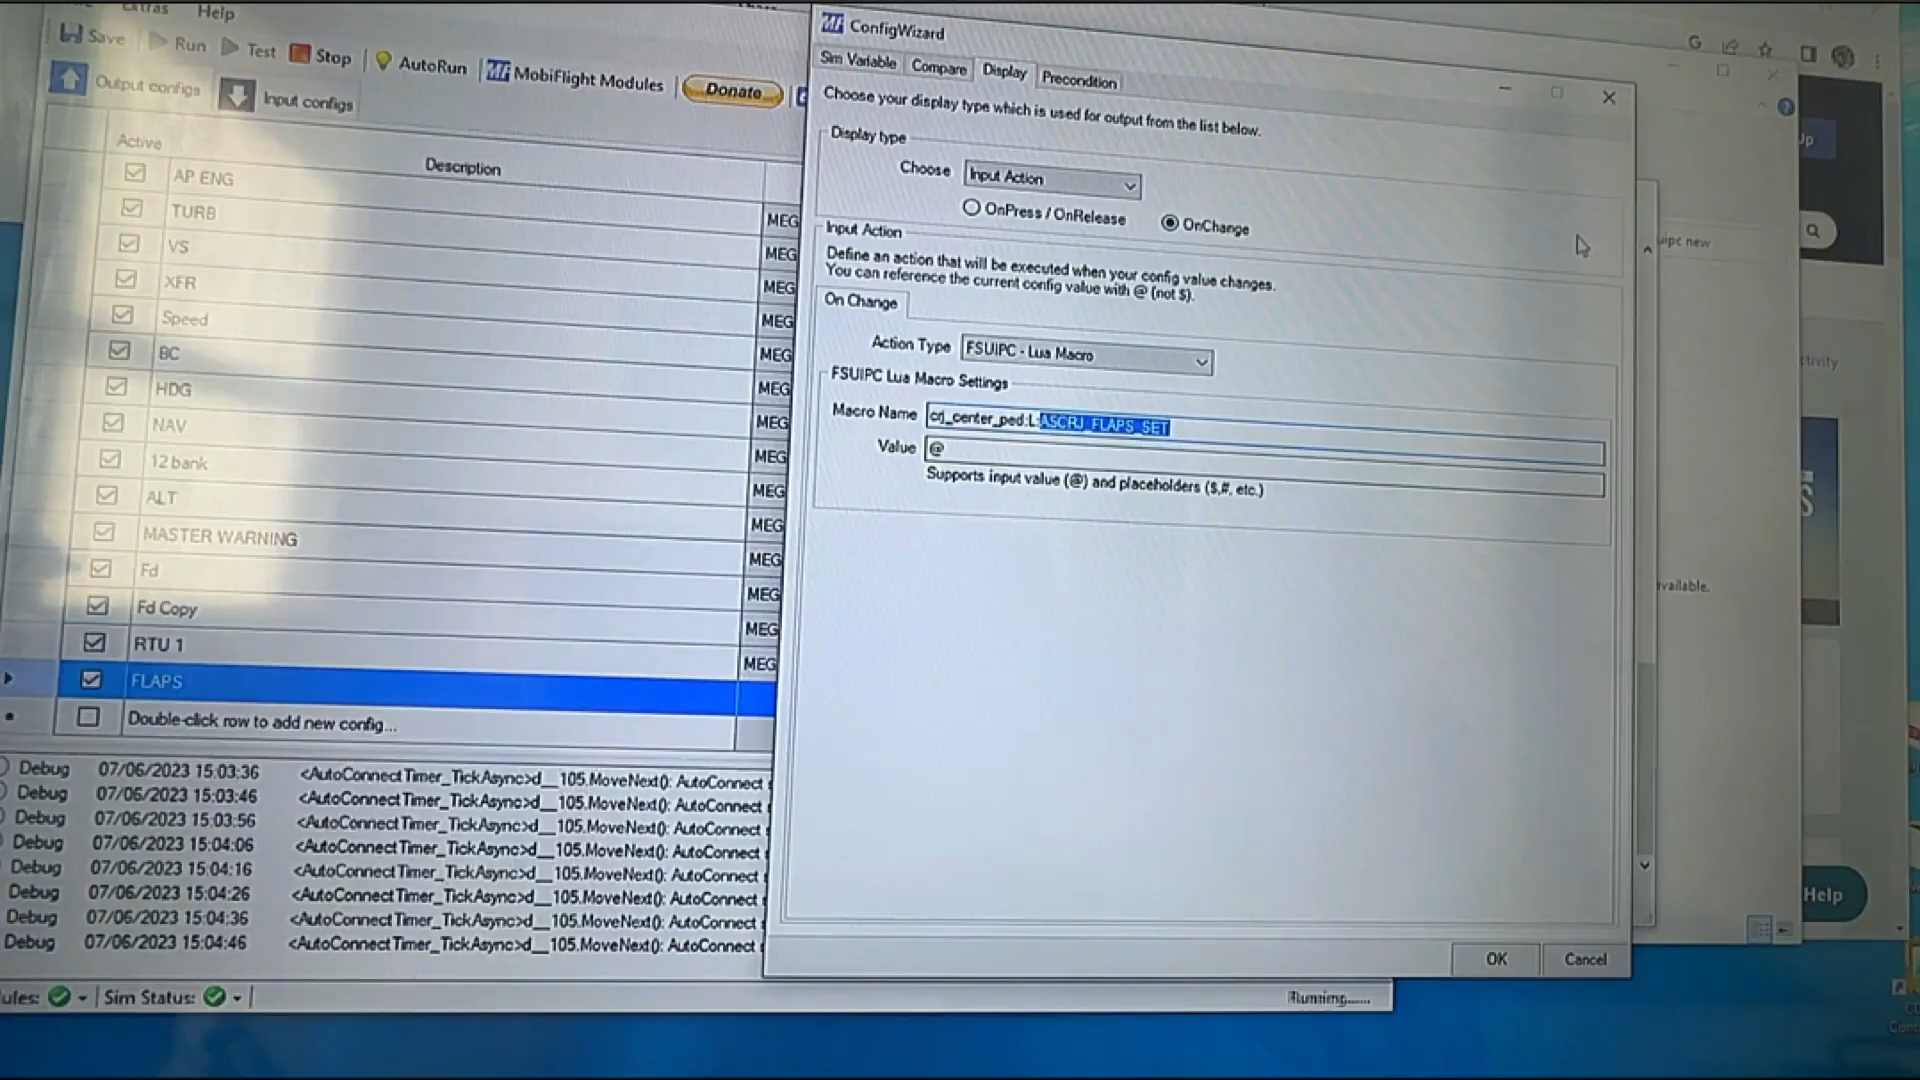 Extras Help
Save Run Test Stop AutoRun MobiFlight Modules Donate
Output configs Input configs
Active Description
AP ENG
TURB MEG
VS MEG
XFR MEG
Speed MEG
BC MEG
HDG MEG
NAV MEG
12 bank MEG
ALT MEG
MASTER WARNING MEG
Fd MEG
Fd Copy MEG
RTU 1 MEG
FLAPS MEG
Double-click row to add new config...
Debug 07/06/2023 15:03:36 <AutoConnectTimer_TickAsync>d__105.MoveNext(): AutoConnect
Debug 07/06/2023 15:03:46 <AutoConnectTimer_TickAsync>d__105.MoveNext(): AutoConnect
Debug 07/06/2023 15:03:56 <AutoConnectTimer_TickAsync>d__105.MoveNext(): AutoConnect
Debug 07/06/2023 15:04:06 <AutoConnectTimer_TickAsync>d__105.MoveNext(): AutoConnect
Debug 07/06/2023 15:04:16 <AutoConnectTimer_TickAsync>d__105.MoveNext(): AutoConnect
Debug 07/06/2023 15:04:26 <AutoConnectTimer_TickAsync>d__105.MoveNext(): AutoConnect
Debug 07/06/2023 15:04:36 <AutoConnectTimer_TickAsync>d__105.MoveNext(): AutoConnect
Debug 07/06/2023 15:04:46 <AutoConnectTimer_TickAsync>d__105.MoveNext(): AutoConnect
ules: Sim Status: Running......
MF ConfigWizard
Sim Variable Compare Display Precondition
Choose your display type which is used for output from the list below.
Display type
Choose Input Action
OnPress / OnRelease OnChange
Input Action
Define an action that will be executed when your config value changes.
You can reference the current config value with @ (not $).
On Change
Action Type FSUIPC - Lua Macro
FSUIPC Lua Macro Settings
Macro Name crj_center_ped:L:ASCRJ_FLAPS_SET
Value @
Supports input value (@) and placeholders ($,#, etc.)
OK Cancel
uipc new
ctivity
available.
Help